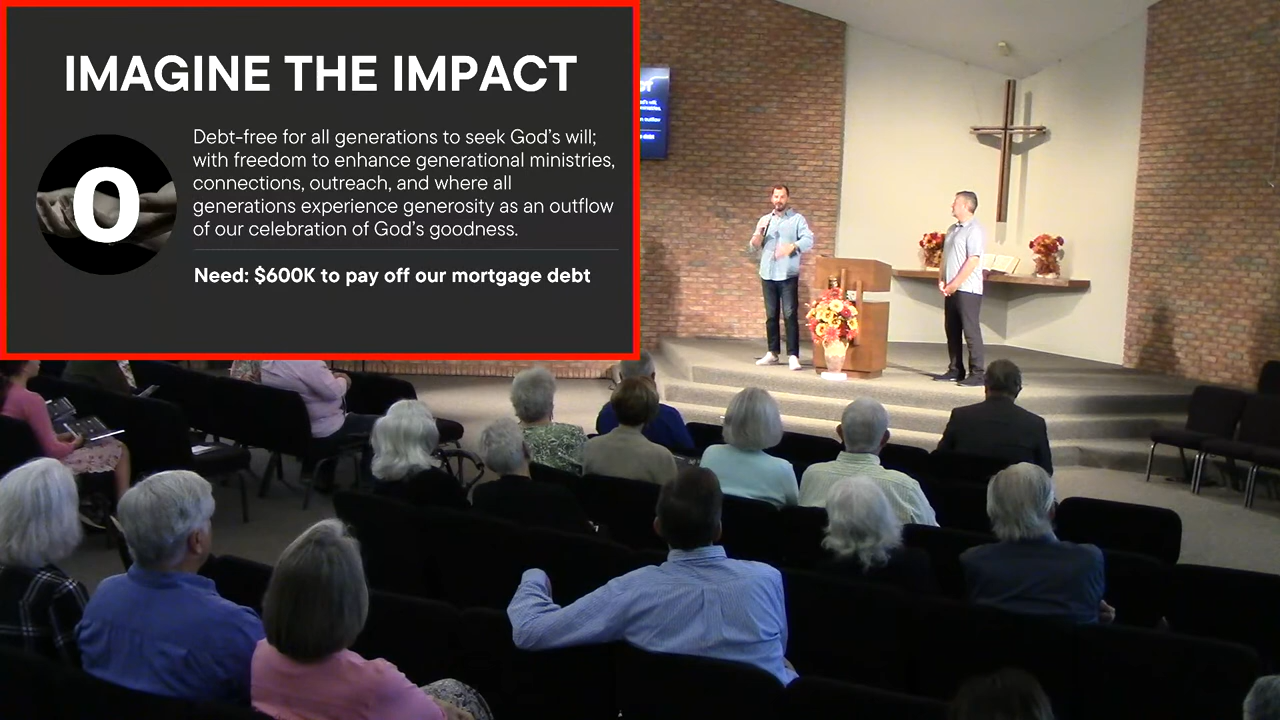 IMAGINE THE IMPACT
0
Debt-free for all generations to seek God's will;
with freedom to enhance generational ministries,
connections, outreach, and where all
generations experience generosity as an outflow
of our celebration of God's goodness.
Need: $600K to pay off our mortgage debt